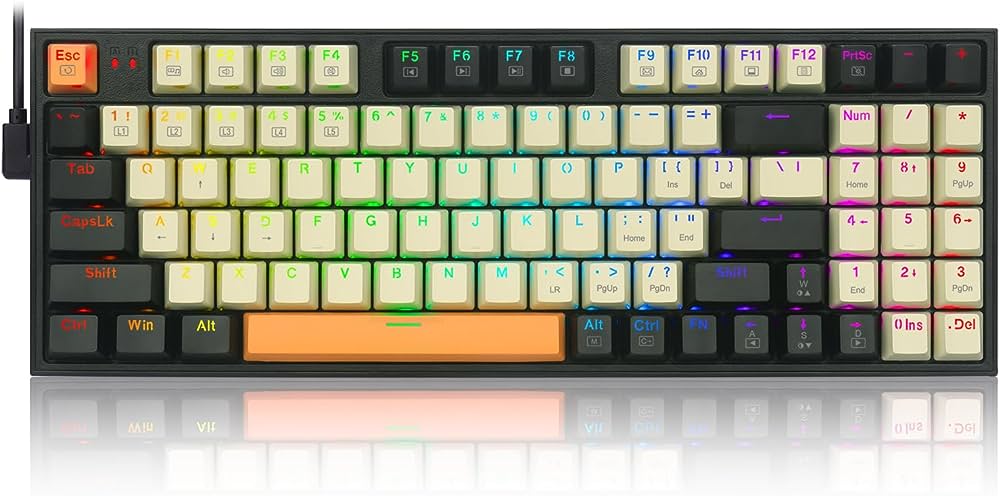 Esc A S F1 F2 F3 F4 F5 F6 F7 F8 F9 F10 F11 F12 PrtSc - +
` ~ 1 ! L1 2 @ L2 3 # L3 4 $ L4 5 % L5 6 ^ 7 & 8 * 9 ( 0 ) - - = + ← Num / *
Tab Q W ↑ E R T Y U I O P [ { Ins ] } Del \ | 7 Home 8↑ 9 PgUp
CapsLk A ← S ↓ D → F G H J K L ; : Home ' " End ↵ 4← 5 6→
Shift Z X C V B N M , < LR . > PgUp / ? PgDn Shift ↑ W 1 End 2↓ 3 PgDn
Ctrl Win Alt Alt M Ctrl C FN ← A ↓ S → D 0 Ins . Del